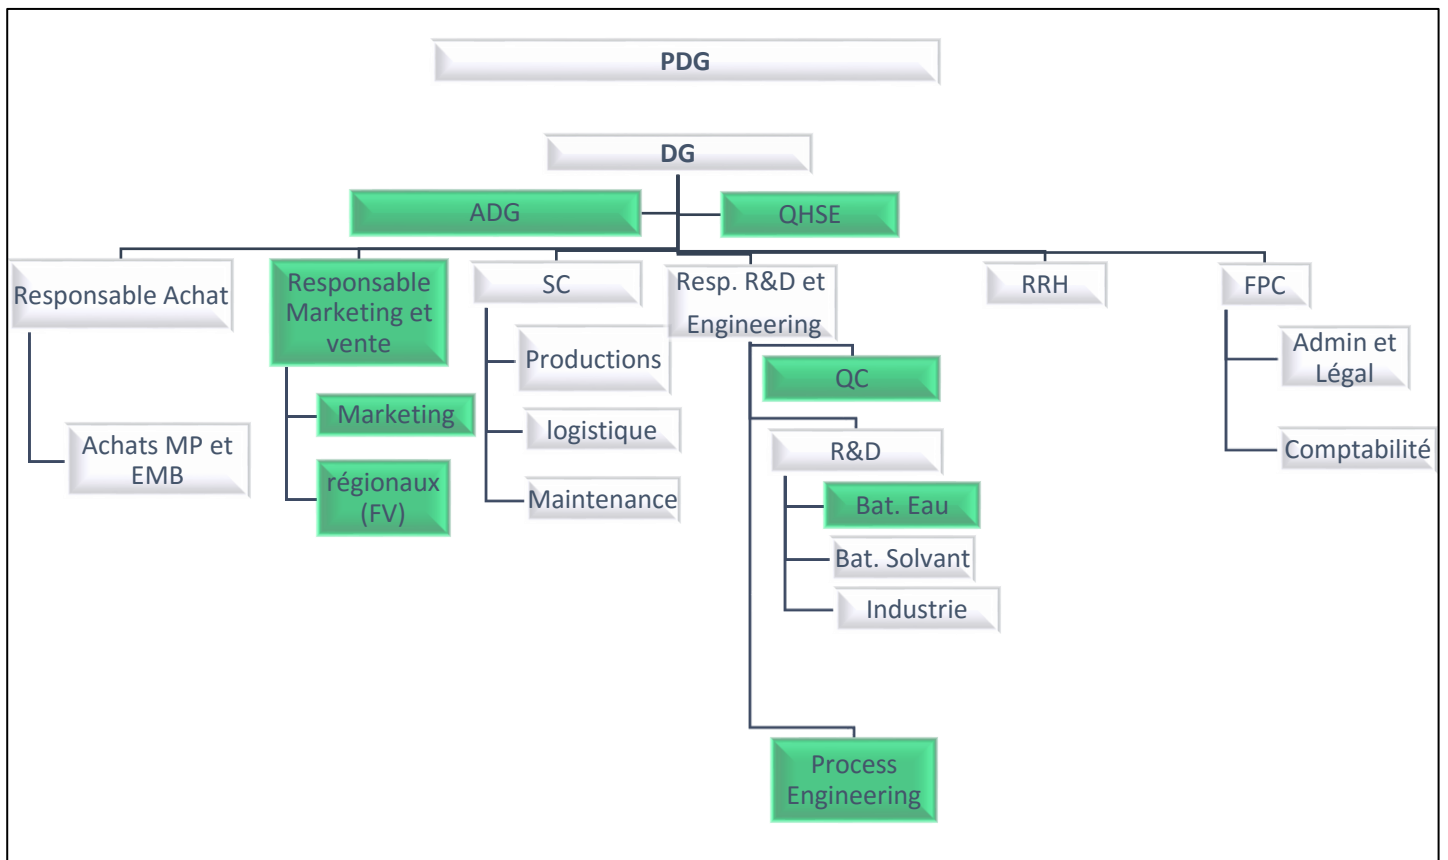 PDG
DG
ADG
QHSE
Responsable Achat
Responsable
Marketing et
vente
SC
Resp. R&D et
Engineering
RRH
FPC
Productions
Admin et
Légal
QC
Marketing
logistique
Achats MP et
EMB
R&D
Comptabilité
régionaux
(FV)
Maintenance
Bat. Eau
Bat. Solvant
Industrie
Process
Engineering